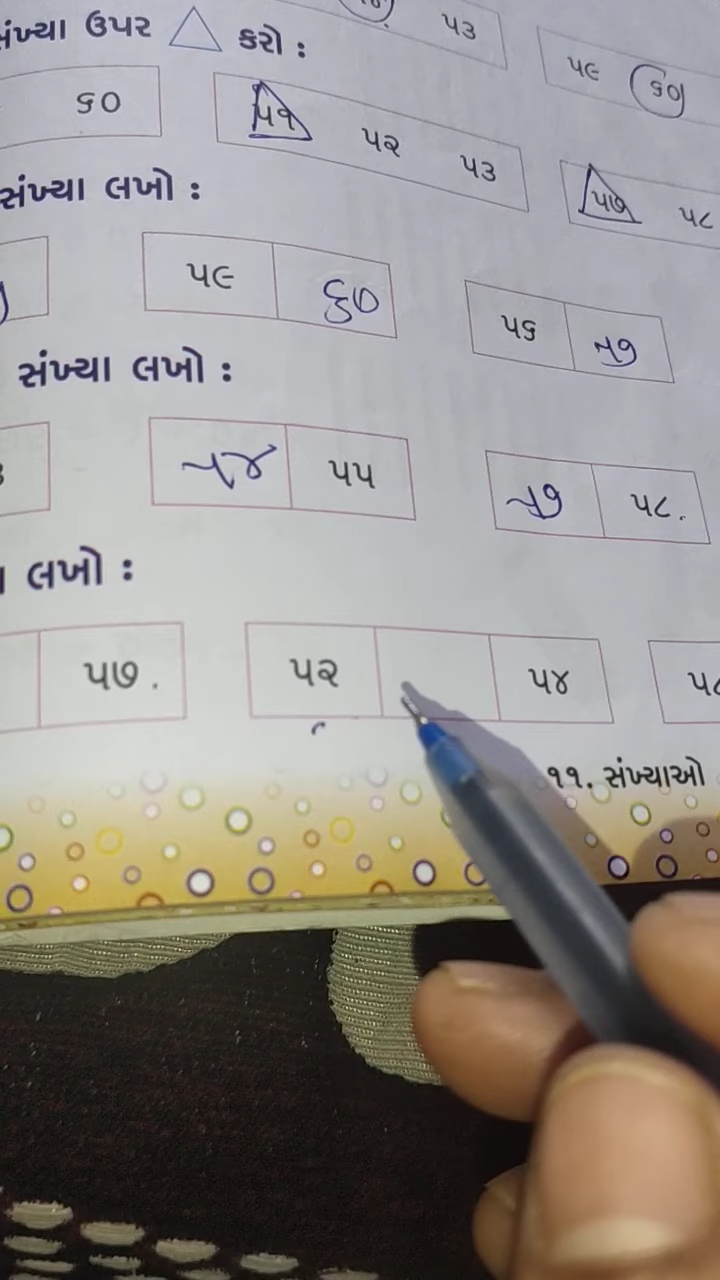 ૫૩ ૫૯ ૬૦
સંખ્યા ઉપર △ કરો :
૬૦ ૫૧ ૫૨ ૫૩ ૫૭ ૫૮
સંખ્યા લખો :
૫૯ ૬૦ ૫૬ ૫૭
સંખ્યા લખો :
૫૪ ૫૫ ૫૭ ૫૮.
લખો :
૫૭. ૫૨ ૫૪
૧૧. સંખ્યાઓ